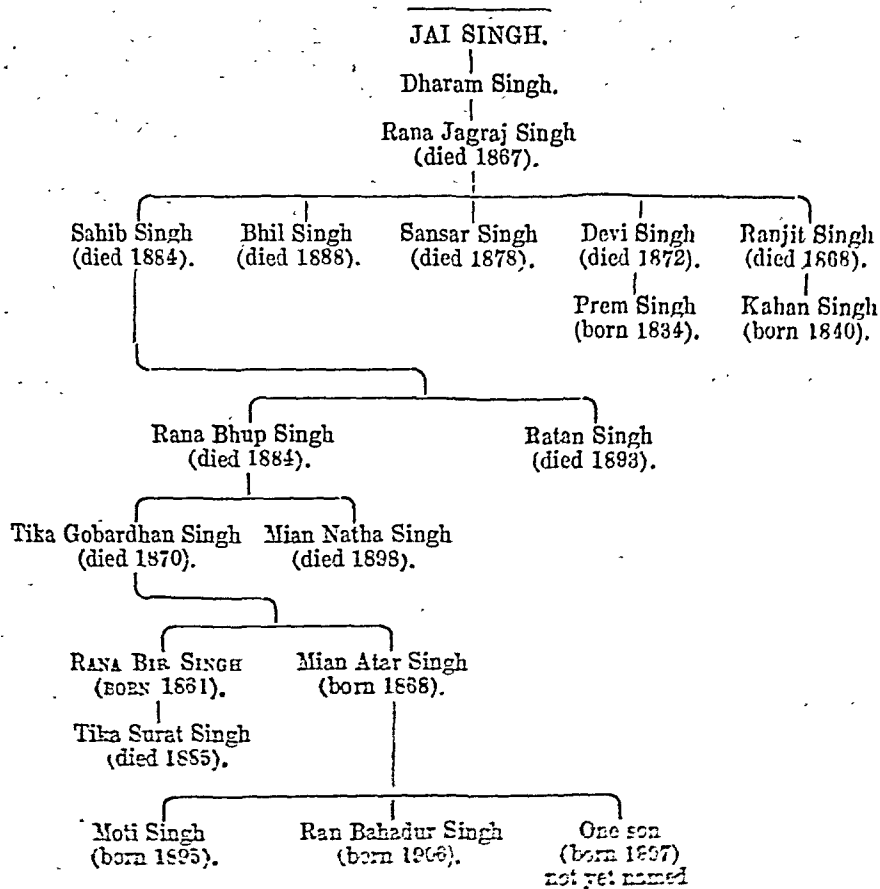 JAI SINGH.
Dharam Singh.
Rana Jagraj Singh
(died 1867).
Sahib Singh
(died 1884).
Bhil Singh
(died 1888).
Sansar Singh
(died 1878).
Devi Singh
(died 1872).
Ranjit Singh
(died 1868).
Prem Singh
(born 1834).
Kahan Singh
(born 1840).
Rana Bhup Singh
(died 1884).
Ratan Singh
(died 1893).
Tika Gobardhan Singh
(died 1870).
Mian Natha Singh
(died 1898).
RANA BIR SINGH
(BORN 1861).
Mian Atar Singh
(born 1868).
Tika Surat Singh
(died 1885).
Moti Singh
(born 1895).
Ran Bahadur Singh
(born 1906).
One son
(born 1897)
not yet named